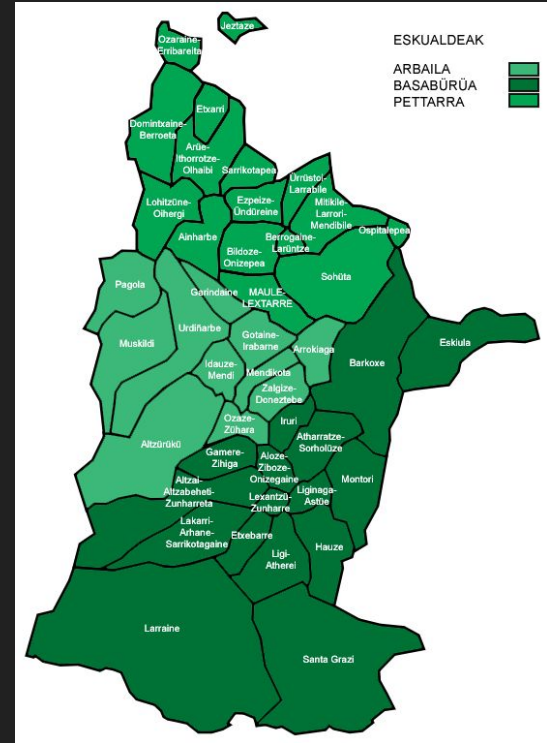 Jeztaze
ESKUALDEAK
ARBAILA
BASABÜRÜA
PETTARRA
Ozaraine-
Erribareita
Etxarri
Domintxaine-
Berroeta
Arüe-
Ithorrotze-
Olhaibi
Sarrikotapea
Ürrüstoi-
Larrabile
Mitikile-
Larrori-
Mendibile
Lohitzüne-
Oihergi
Ezpeize-
Ündüreine
Ospitalepea
Ainharbe
Berrogaine-
Larüntze
Bildoze-
Onizepea
Sohüta
Pagola
Garindaine
MAULE-
LEXTARRE
Urdiñarbe
Gotaine-
Irabarne
Muskildi
Arrokiaga
Eskiula
Idauze-
Mendi
Mendikota
Barkoxe
Zalgize-
Donezteba
Ozaze-
Zühara
Iruri
Altzürükü
Atharratze-
Sorholüze
Gamere-
Zihiga
Aloze-
Ziboze-
Onizegaine
Montori
Altzai-
Altzabeheti-
Zunharreta
Lexantzü-
Zunharre
Liginaga-
Astüe
Lakarri-
Arhane-
Sarrikotagaine
Etxebarre
Hauze
Ligi-
Atherei
Larraine
Santa Grazi